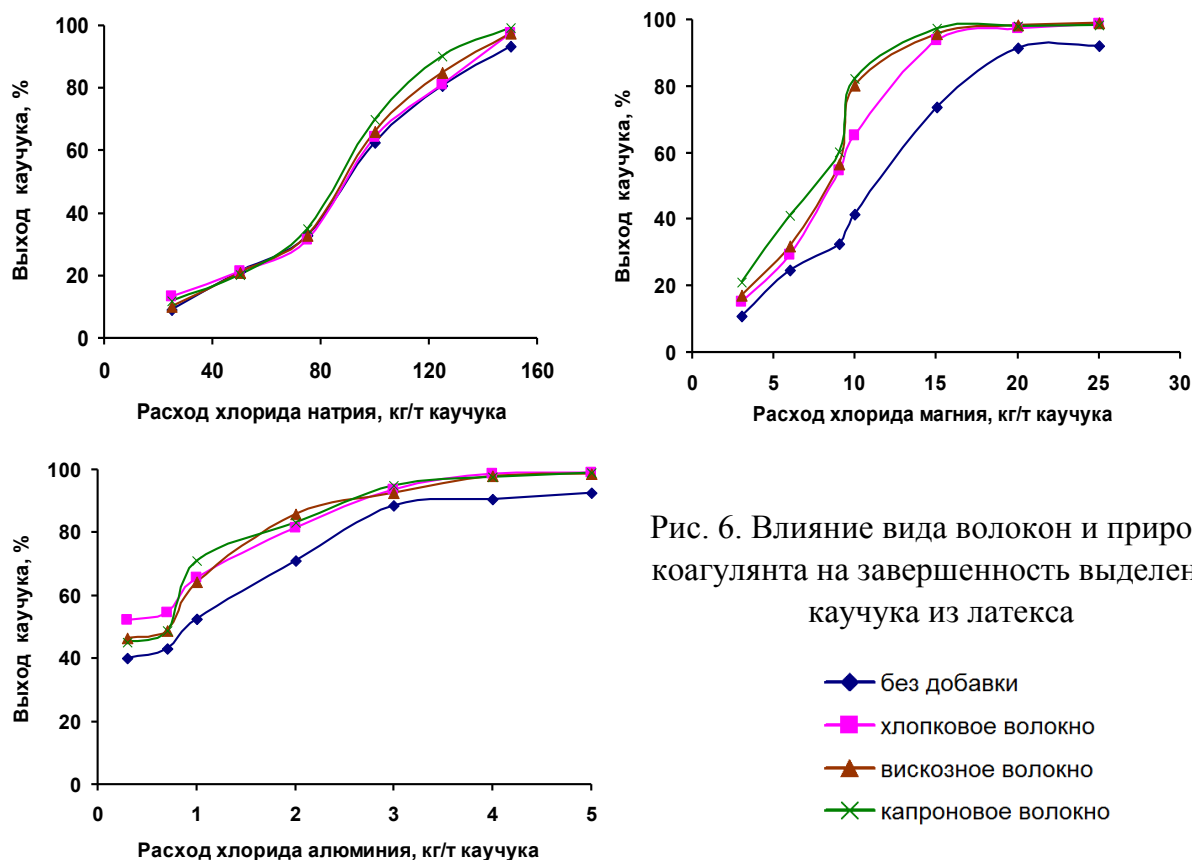 100
80
60
40
20
0
Выход каучука, %
40
80
120
160
Расход хлорида натрия, кг/т каучука
100
80
60
40
20
0
Выход каучука, %
0
5
10
15
20
25
30
Расход хлорида магния, кг/т каучука
100
80
60
40
20
0
Выход каучука, %
0
1
2
3
4
5
Расход хлорида алюминия, кг/т каучука
Рис. 6. Влияние вида волокон и приро
коагулянта на завершенность выделен
каучука из латекса
без добавки
хлопковое волокно
вискозное волокно
капроновое волокно